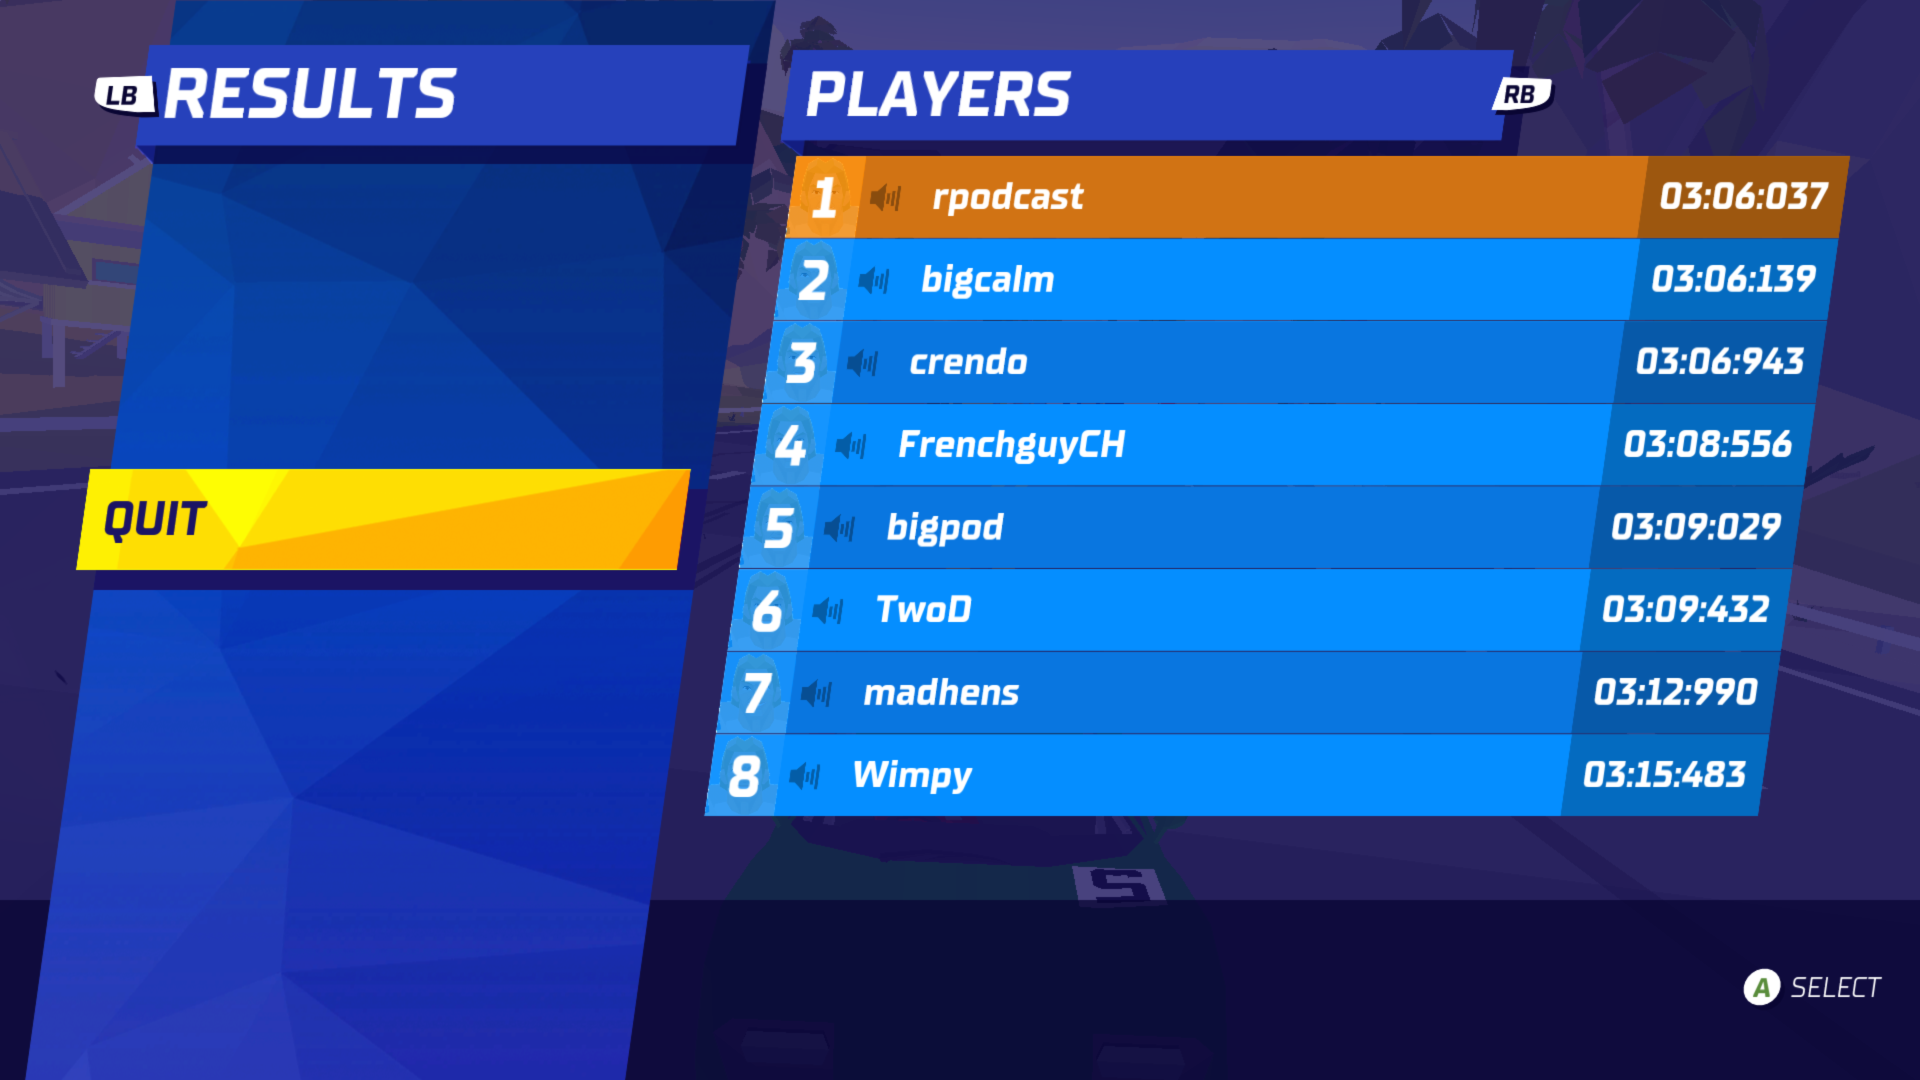 LB RESULTS
PLAYERS RB
1 rpodcast 03:06:037
2 bigcalm 03:06:139
3 crendo 03:06:943
4 FrenchguyCH 03:08:556
5 bigpod 03:09:029
6 TwoD 03:09:432
7 madhens 03:12:990
8 Wimpy 03:15:483
QUIT
S
A SELECT